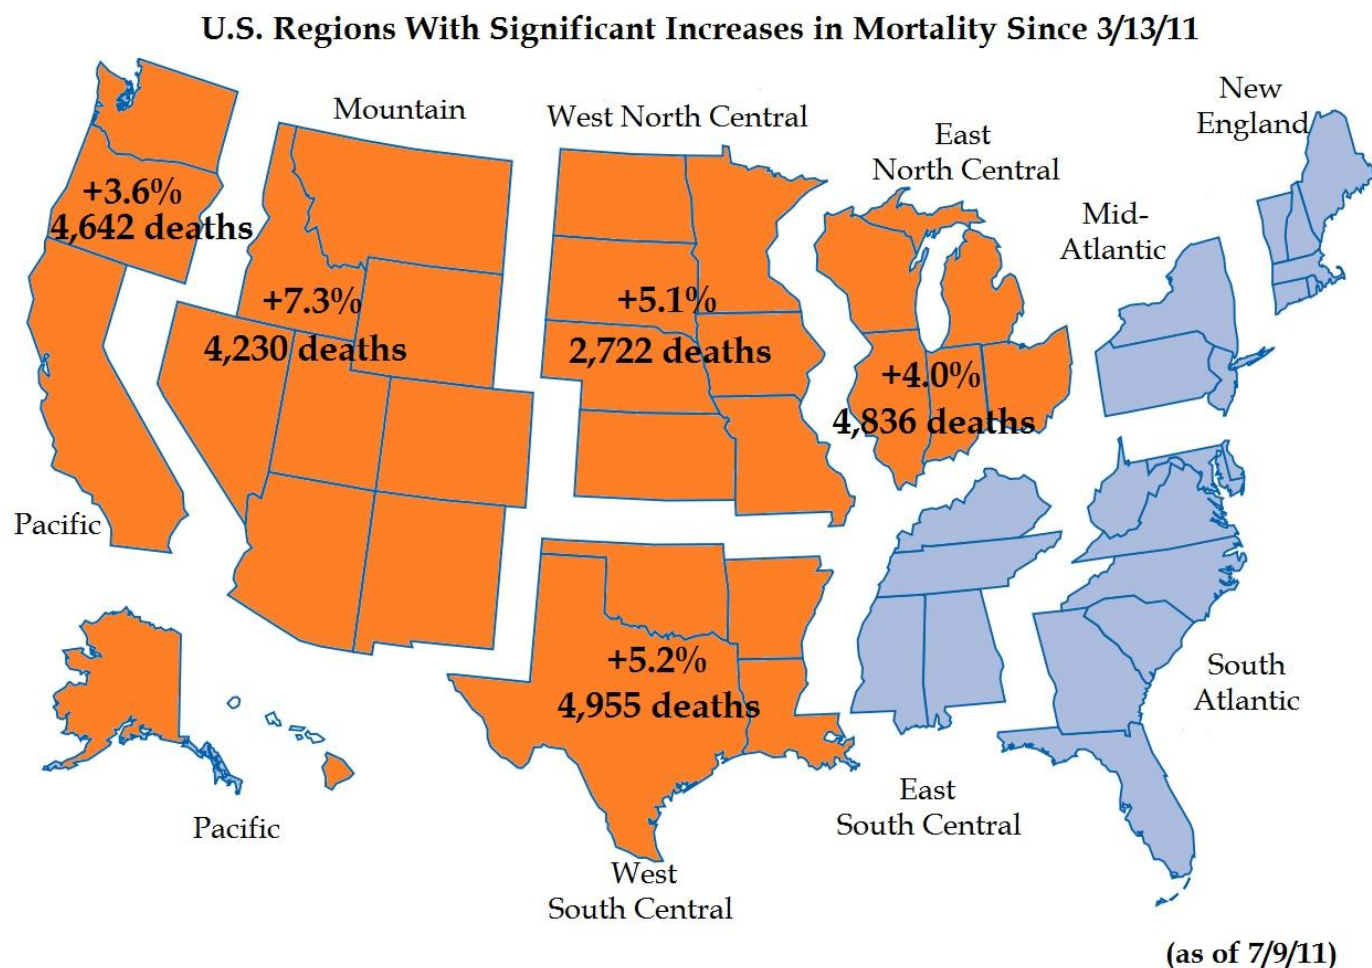 U.S. Regions With Significant Increases in Mortality Since 3/13/11
Mountain
West North Central
East
North Central
New
England
Mid-
Atlantic
+3.6%
4,642 deaths
+7.3%
4,230 deaths
+5.1%
2,722 deaths
+4.0%
4,836 deaths
Pacific
+5.2%
4,955 deaths
South
Atlantic
Pacific
East
South Central
West
South Central
(as of 7/9/11)